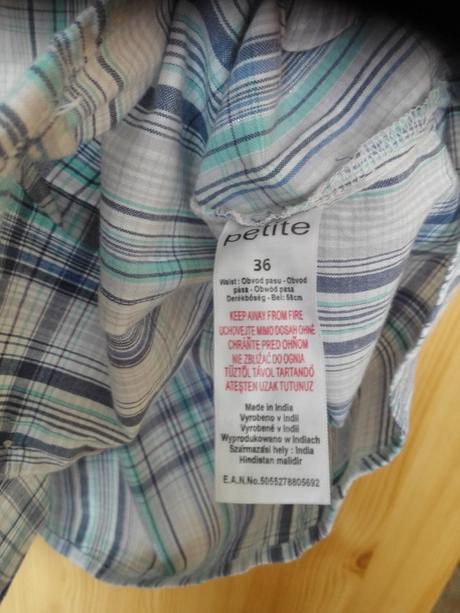 petite
36
Waist : Obvod pasu - Obvod
pása - Obwód pasa
Derékbőség - Bel: 58cm
KEEP AWAY FROM FIRE
UCHOVEJTE MIMO DOSAH OHNĚ
CHRÁŇTE PRED OHŇOM
NIE ZBLIŻAĆ DO OGNIA
TŰZTŐL TÁVOL TARTANDÓ
ATEŞTEN UZAK TUTUNUZ
Made in India
Vyrobeno v Indii
Vyrobené v Indii
Wyprodukowano w Indiach
Származási hely : India
Hindistan malidir
E.A.N.No.5055278805692